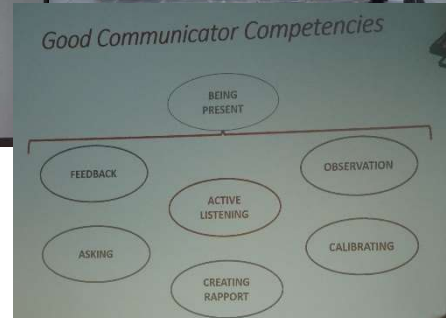 Good Communicator Competencies
BEING
PRESENT
FEEDBACK
OBSERVATION
ACTIVE
LISTENING
ASKING
CALIBRATING
CREATING
RAPPORT